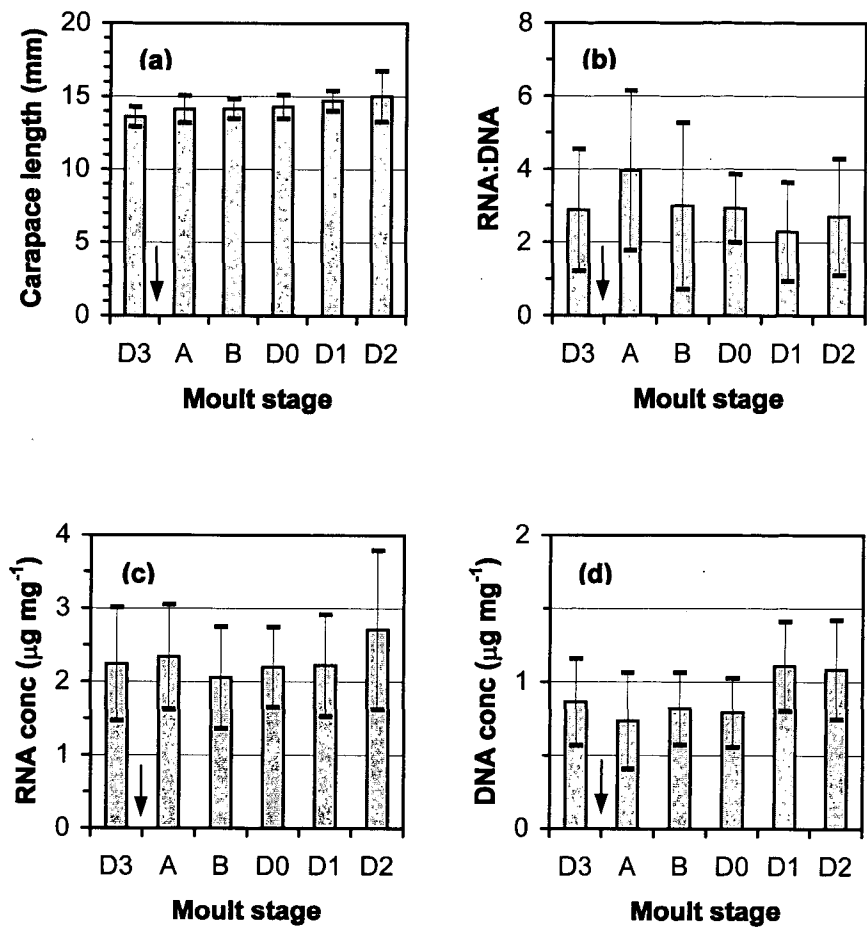 (a)
Carapace length (mm)
20
15
10
5
0
D3 A B D0 D1 D2
Moult stage
(b)
RNA:DNA
8
6
4
2
0
D3 A B D0 D1 D2
Moult stage
(c)
RNA conc (µg mg⁻¹)
4
3
2
1
0
D3 A B D0 D1 D2
Moult stage
(d)
DNA conc (µg mg⁻¹)
2
1
0
D3 A B D0 D1 D2
Moult stage